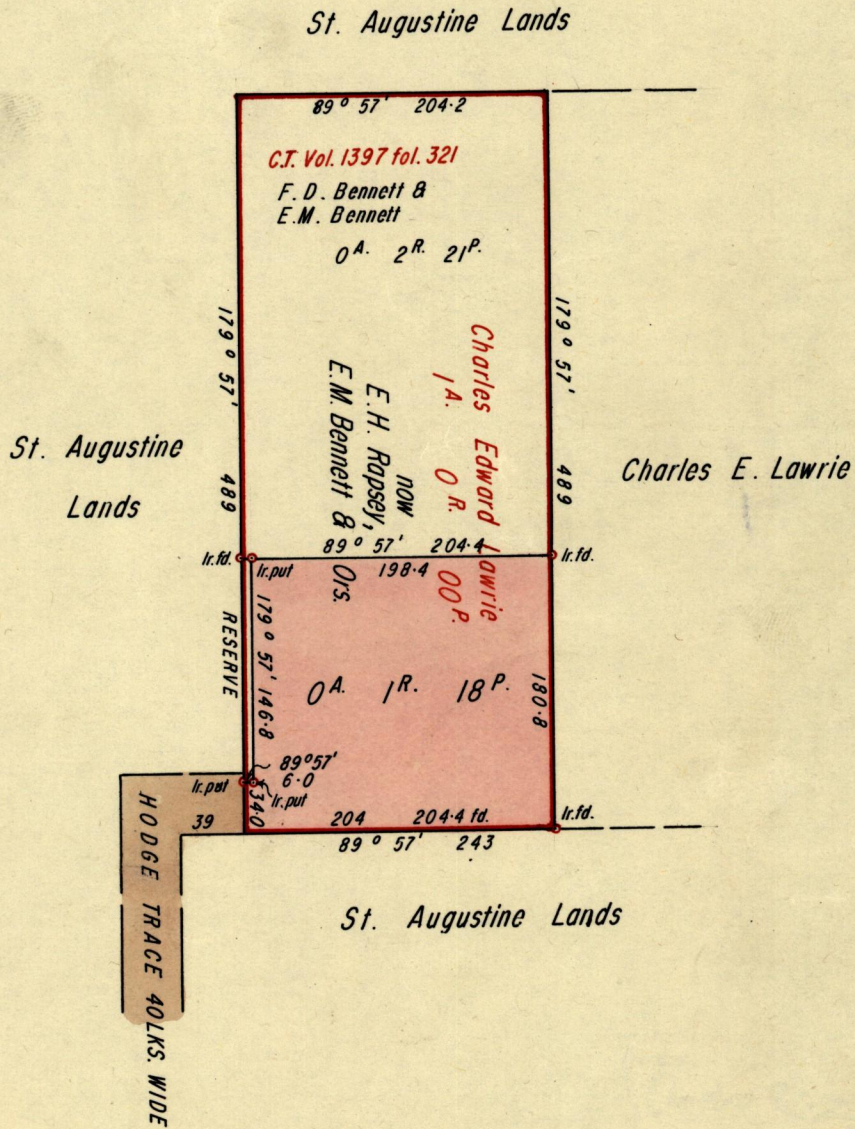 St. Augustine Lands
89° 57' 204·2
C.T. Vol. 1397 fol. 321
F. D. Bennett &
E.M. Bennett
0A. 2R. 21P.
179° 57' 489
179° 57' 489
Charles Edward Lawrie
1A. 0R. 00P.
now
E.H. Rapsey,
E.M. Bennett & Ors.
St. Augustine
Lands
Charles E. Lawrie
89° 57' 204·4
Ir.fd.
Ir.put
198·4
Ir.fd.
RESERVE
179° 57' 146·8
0A. 1R. 18P.
180·8
89°57'
6·0
Ir.put
Ir.put
34·0
39
204 204·4 fd.
Ir.fd.
89° 57' 243
HODGE TRACE 40LKS. WIDE
St. Augustine Lands